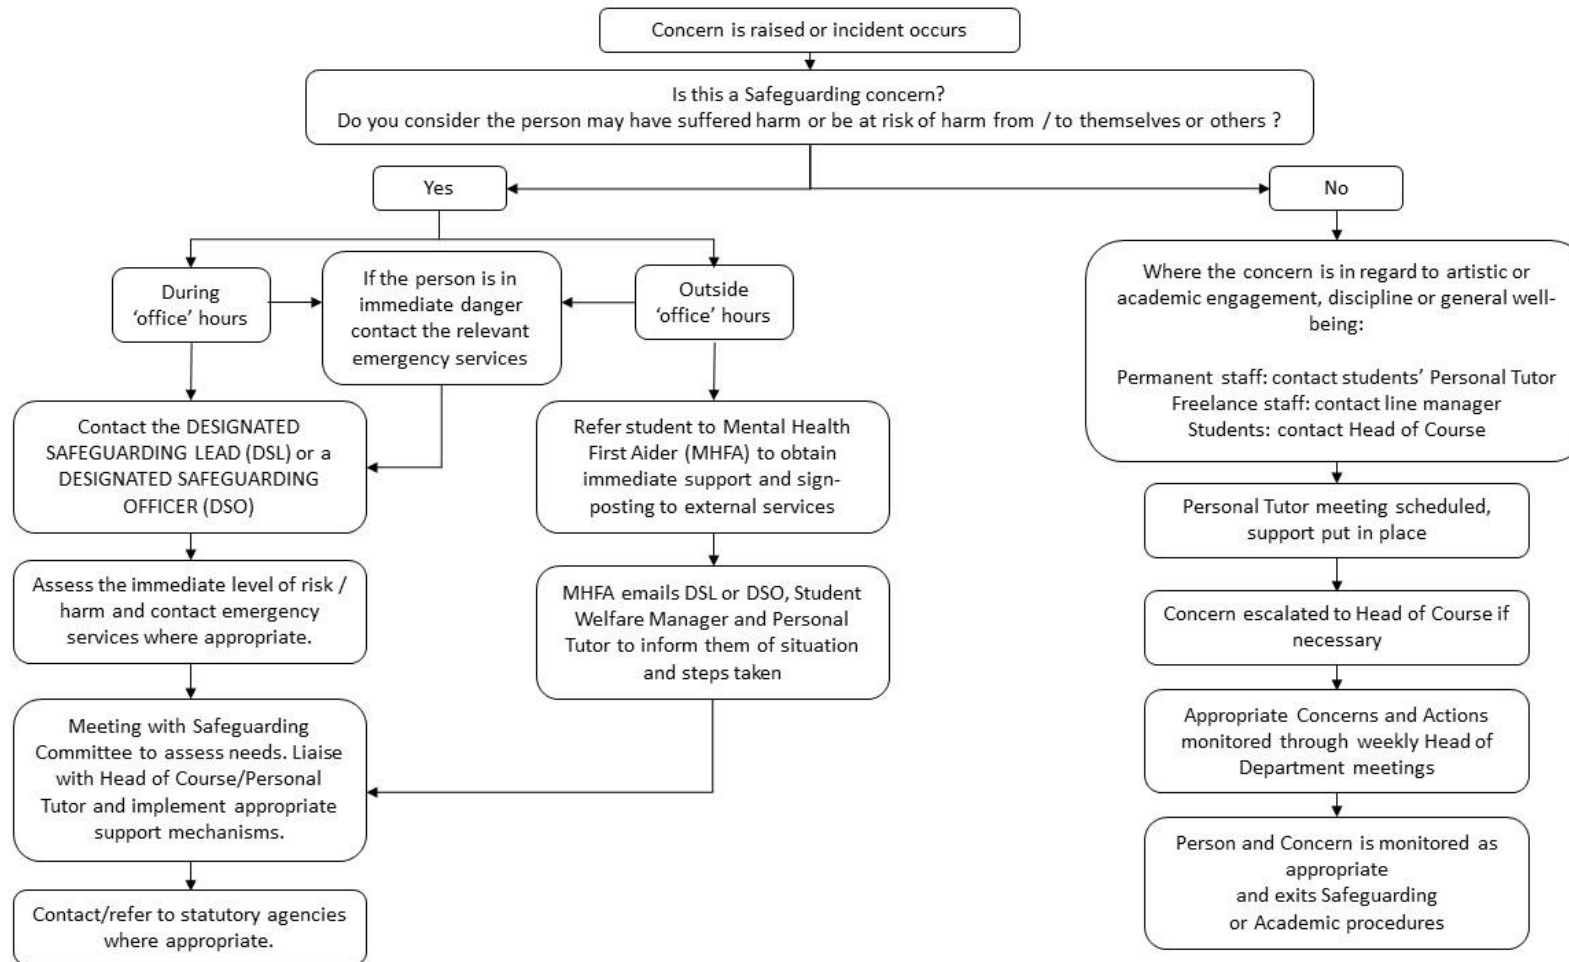 Concern is raised or incident occurs
Is this a Safeguarding concern?
Do you consider the person may have suffered harm or be at risk of harm from / to themselves or others ?
Yes
No
During
'office' hours
If the person is in
immediate danger
contact the relevant
emergency services
Outside
'office' hours
Where the concern is in regard to artistic or
academic engagement, discipline or general well-
being:
Permanent staff: contact students' Personal Tutor
Freelance staff: contact line manager
Students: contact Head of Course
Contact the DESIGNATED
SAFEGUARDING LEAD (DSL) or a
DESIGNATED SAFEGUARDING
OFFICER (DSO)
Refer student to Mental Health
First Aider (MHFA) to obtain
immediate support and sign-
posting to external services
Personal Tutor meeting scheduled,
support put in place
Assess the immediate level of risk /
harm and contact emergency
services where appropriate.
MHFA emails DSL or DSO, Student
Welfare Manager and Personal
Tutor to inform them of situation
and steps taken
Concern escalated to Head of Course if
necessary
Meeting with Safeguarding
Committee to assess needs. Liaise
with Head of Course/Personal
Tutor and implement appropriate
support mechanisms.
Appropriate Concerns and Actions
monitored through weekly Head of
Department meetings
Person and Concern is monitored as
appropriate
and exits Safeguarding
or Academic procedures
Contact/refer to statutory agencies
where appropriate.